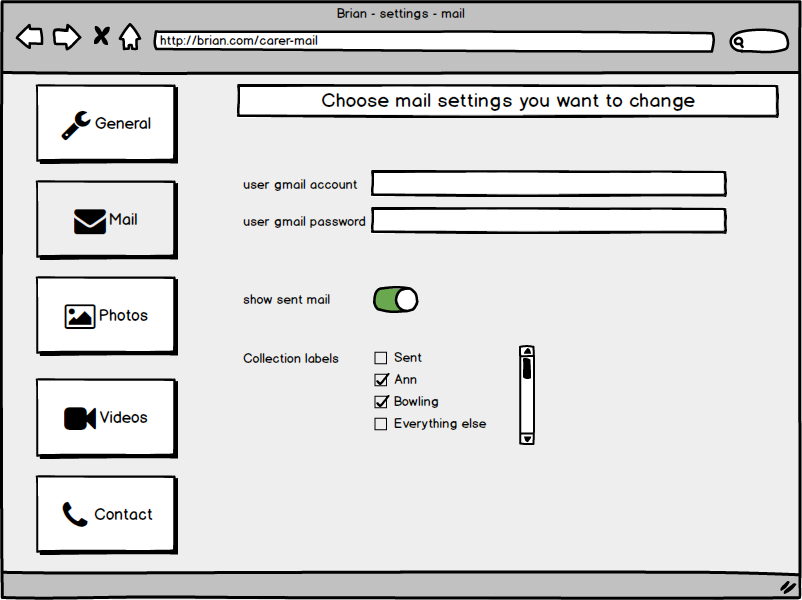 Brian - settings - mail
http://brian.com/carer-mail
General
Mail
Photos
Videos
Contact
Choose mail settings you want to change
user gmail account
user gmail password
show sent mail
Collection labels
Sent
Ann
Bowling
Everything else